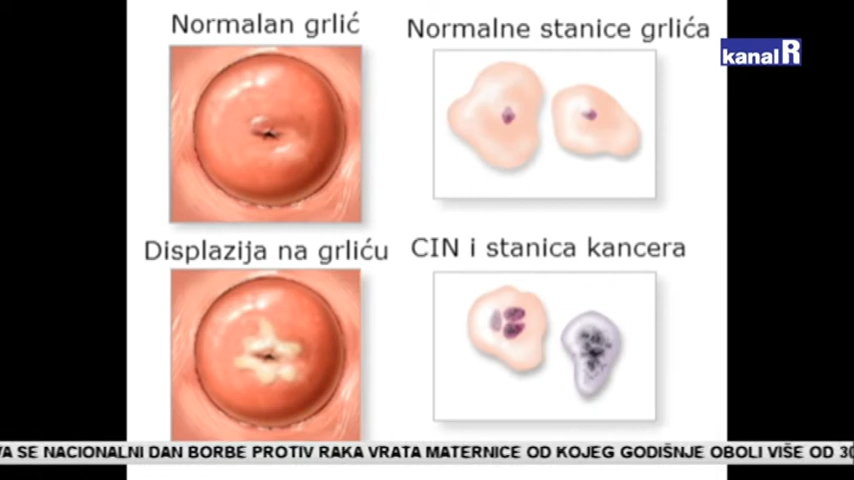 Normalan grlić
Normalne stanice grlića
kanal R
Displazija na grliću
CIN i stanica kancera
SE NACIONALNI DAN BORBE PROTIV RAKA VRATA MATERNICE OD KOJEG GODIŠNJE OBOLI VIŠE OD